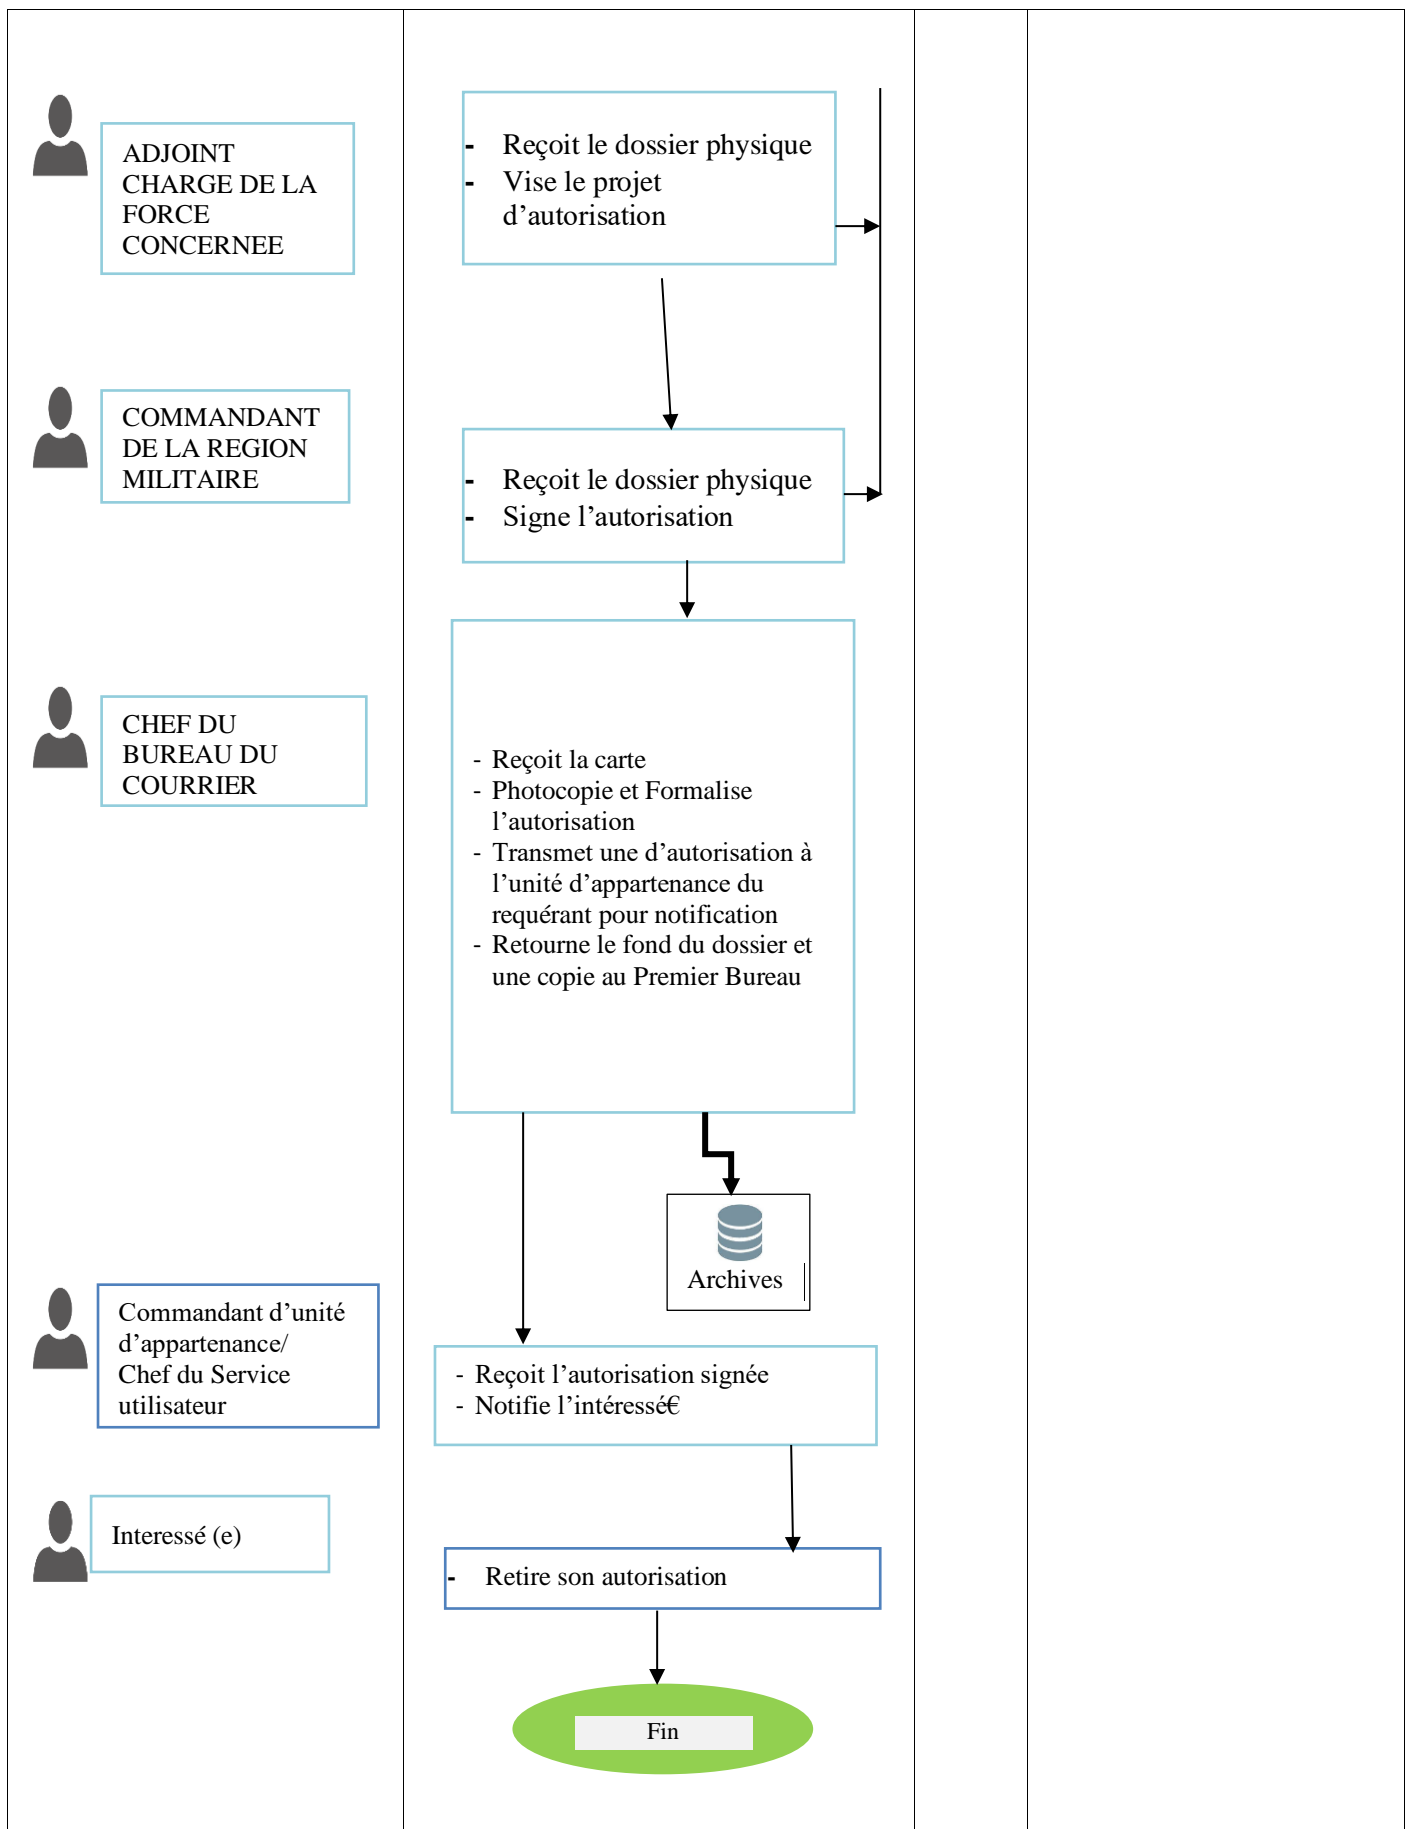 ADJOINT
CHARGE DE LA
FORCE
CONCERNEE
- Reçoit le dossier physique
- Vise le projet
d’autorisation
COMMANDANT
DE LA REGION
MILITAIRE
- Reçoit le dossier physique
- Signe l’autorisation
CHEF DU
BUREAU DU
COURRIER
- Reçoit la carte
- Photocopie et Formalise
l’autorisation
- Transmet une d’autorisation à
l’unité d’appartenance du
requérant pour notification
- Retourne le fond du dossier et
une copie au Premier Bureau
Archives
Commandant d’unité
d’appartenance/
Chef du Service
utilisateur
- Reçoit l’autorisation signée
- Notifie l’intéressé€
Interessé (e)
- Retire son autorisation
Fin